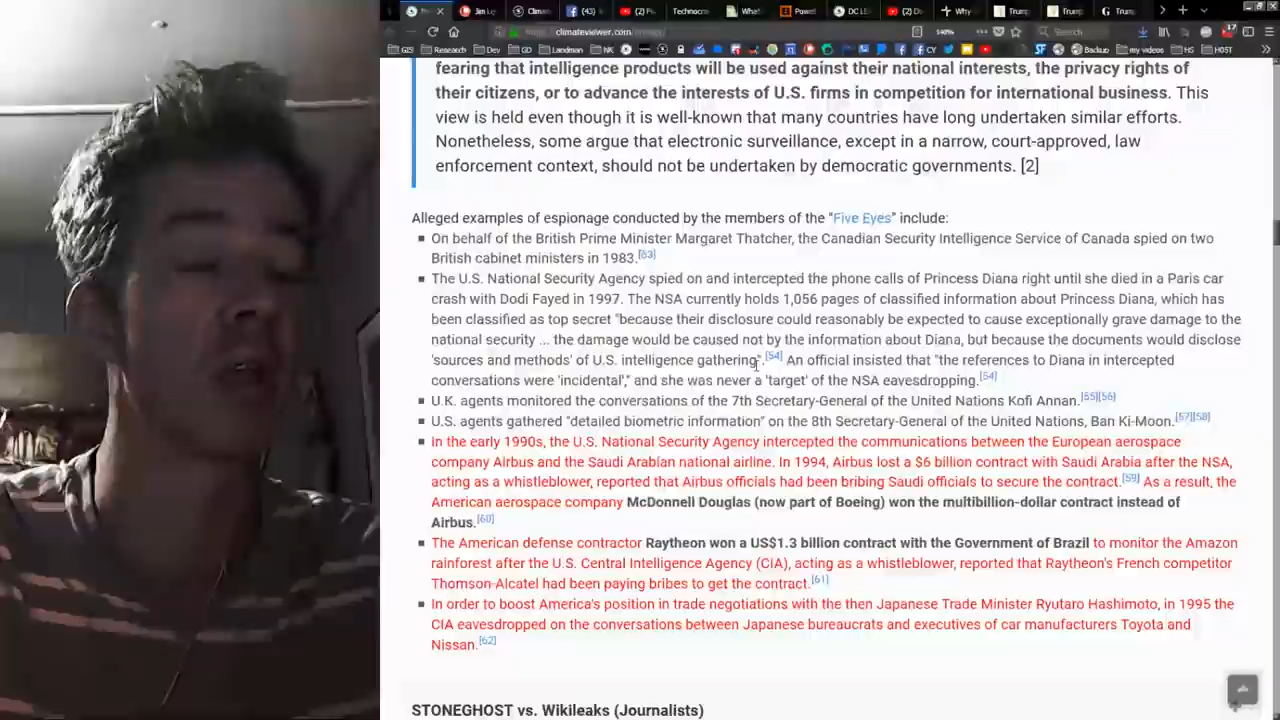 climateviewer.com
140%
Search
17
GIS Research Dev GD Landman NK CY SF Backup my videos HS HOST
fearing that intelligence products will be used against their national interests, the privacy rights of
their citizens, or to advance the interests of U.S. firms in competition for international business. This
view is held even though it is well-known that many countries have long undertaken similar efforts.
Nonetheless, some argue that electronic surveillance, except in a narrow, court-approved, law
enforcement context, should not be undertaken by democratic governments. [2]
Alleged examples of espionage conducted by the members of the "Five Eyes" include:
On behalf of the British Prime Minister Margaret Thatcher, the Canadian Security Intelligence Service of Canada spied on two
British cabinet ministers in 1983.[53]
The U.S. National Security Agency spied on and intercepted the phone calls of Princess Diana right until she died in a Paris car
crash with Dodi Fayed in 1997. The NSA currently holds 1,056 pages of classified information about Princess Diana, which has
been classified as top secret "because their disclosure could reasonably be expected to cause exceptionally grave damage to the
national security ... the damage would be caused not by the information about Diana, but because the documents would disclose
'sources and methods' of U.S. intelligence gathering".[54] An official insisted that "the references to Diana in intercepted
conversations were 'incidental'," and she was never a 'target' of the NSA eavesdropping.[54]
U.K. agents monitored the conversations of the 7th Secretary-General of the United Nations Kofi Annan.[55][56]
U.S. agents gathered "detailed biometric information" on the 8th Secretary-General of the United Nations, Ban Ki-Moon.[57][58]
In the early 1990s, the U.S. National Security Agency intercepted the communications between the European aerospace
company Airbus and the Saudi Arabian national airline. In 1994, Airbus lost a $6 billion contract with Saudi Arabia after the NSA,
acting as a whistleblower, reported that Airbus officials had been bribing Saudi officials to secure the contract.[59] As a result, the
American aerospace company McDonnell Douglas (now part of Boeing) won the multibillion-dollar contract instead of
Airbus.[60]
The American defense contractor Raytheon won a US$1.3 billion contract with the Government of Brazil to monitor the Amazon
rainforest after the U.S. Central Intelligence Agency (CIA), acting as a whistleblower, reported that Raytheon's French competitor
Thomson-Alcatel had been paying bribes to get the contract.[61]
In order to boost America's position in trade negotiations with the then Japanese Trade Minister Ryutaro Hashimoto, in 1995 the
CIA eavesdropped on the conversations between Japanese bureaucrats and executives of car manufacturers Toyota and
Nissan.[62]
STONEGHOST vs. Wikileaks (Journalists)